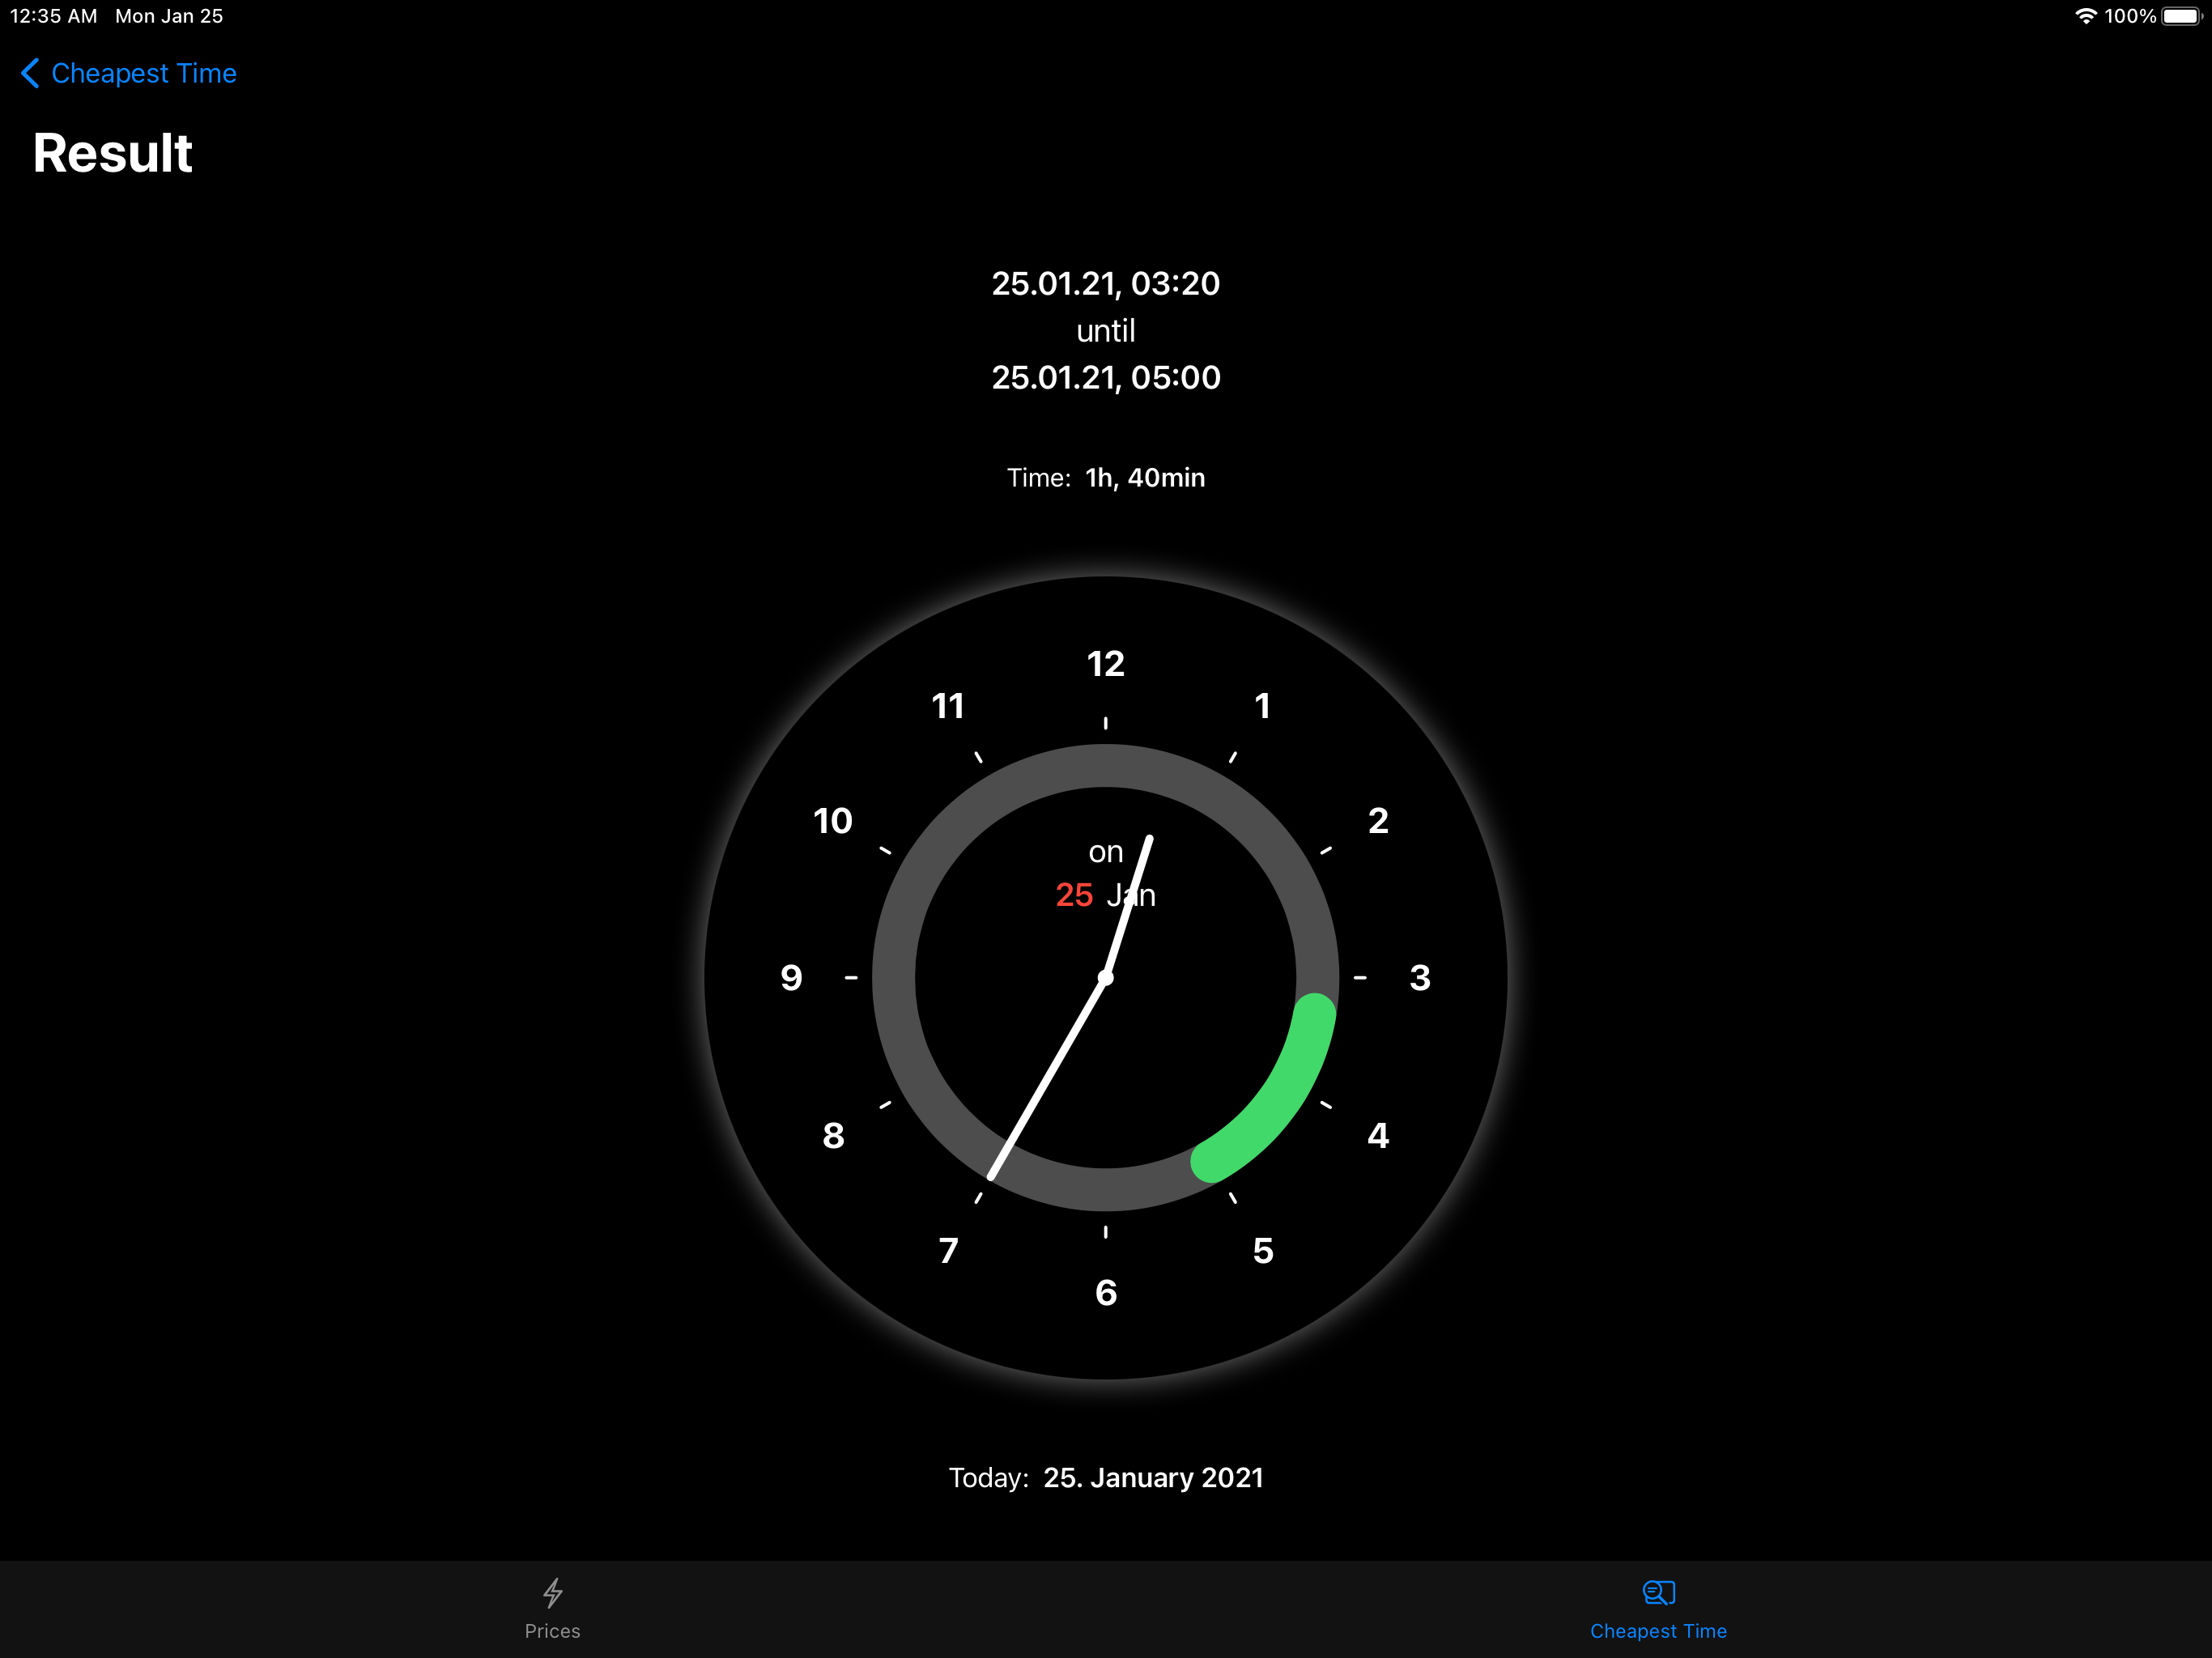 12:35 AM Mon Jan 25 100%
Cheapest Time
Result
25.01.21, 03:20
until
25.01.21, 05:00
Time: 1h, 40min
12
11 1
10 2
on
25 Jan
9 3
8 4
7 5
6
Today: 25. January 2021
Prices Cheapest Time